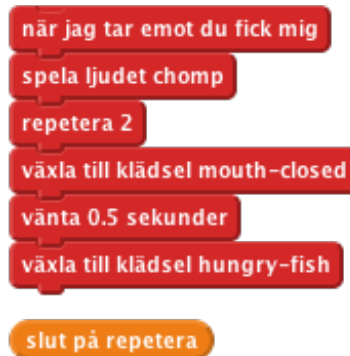 när jag tar emot du fick mig
spela ljudet chomp
repetera 2
växla till klädsel mouth-closed
vänta 0.5 sekunder
växla till klädsel hungry-fish
slut på repetera